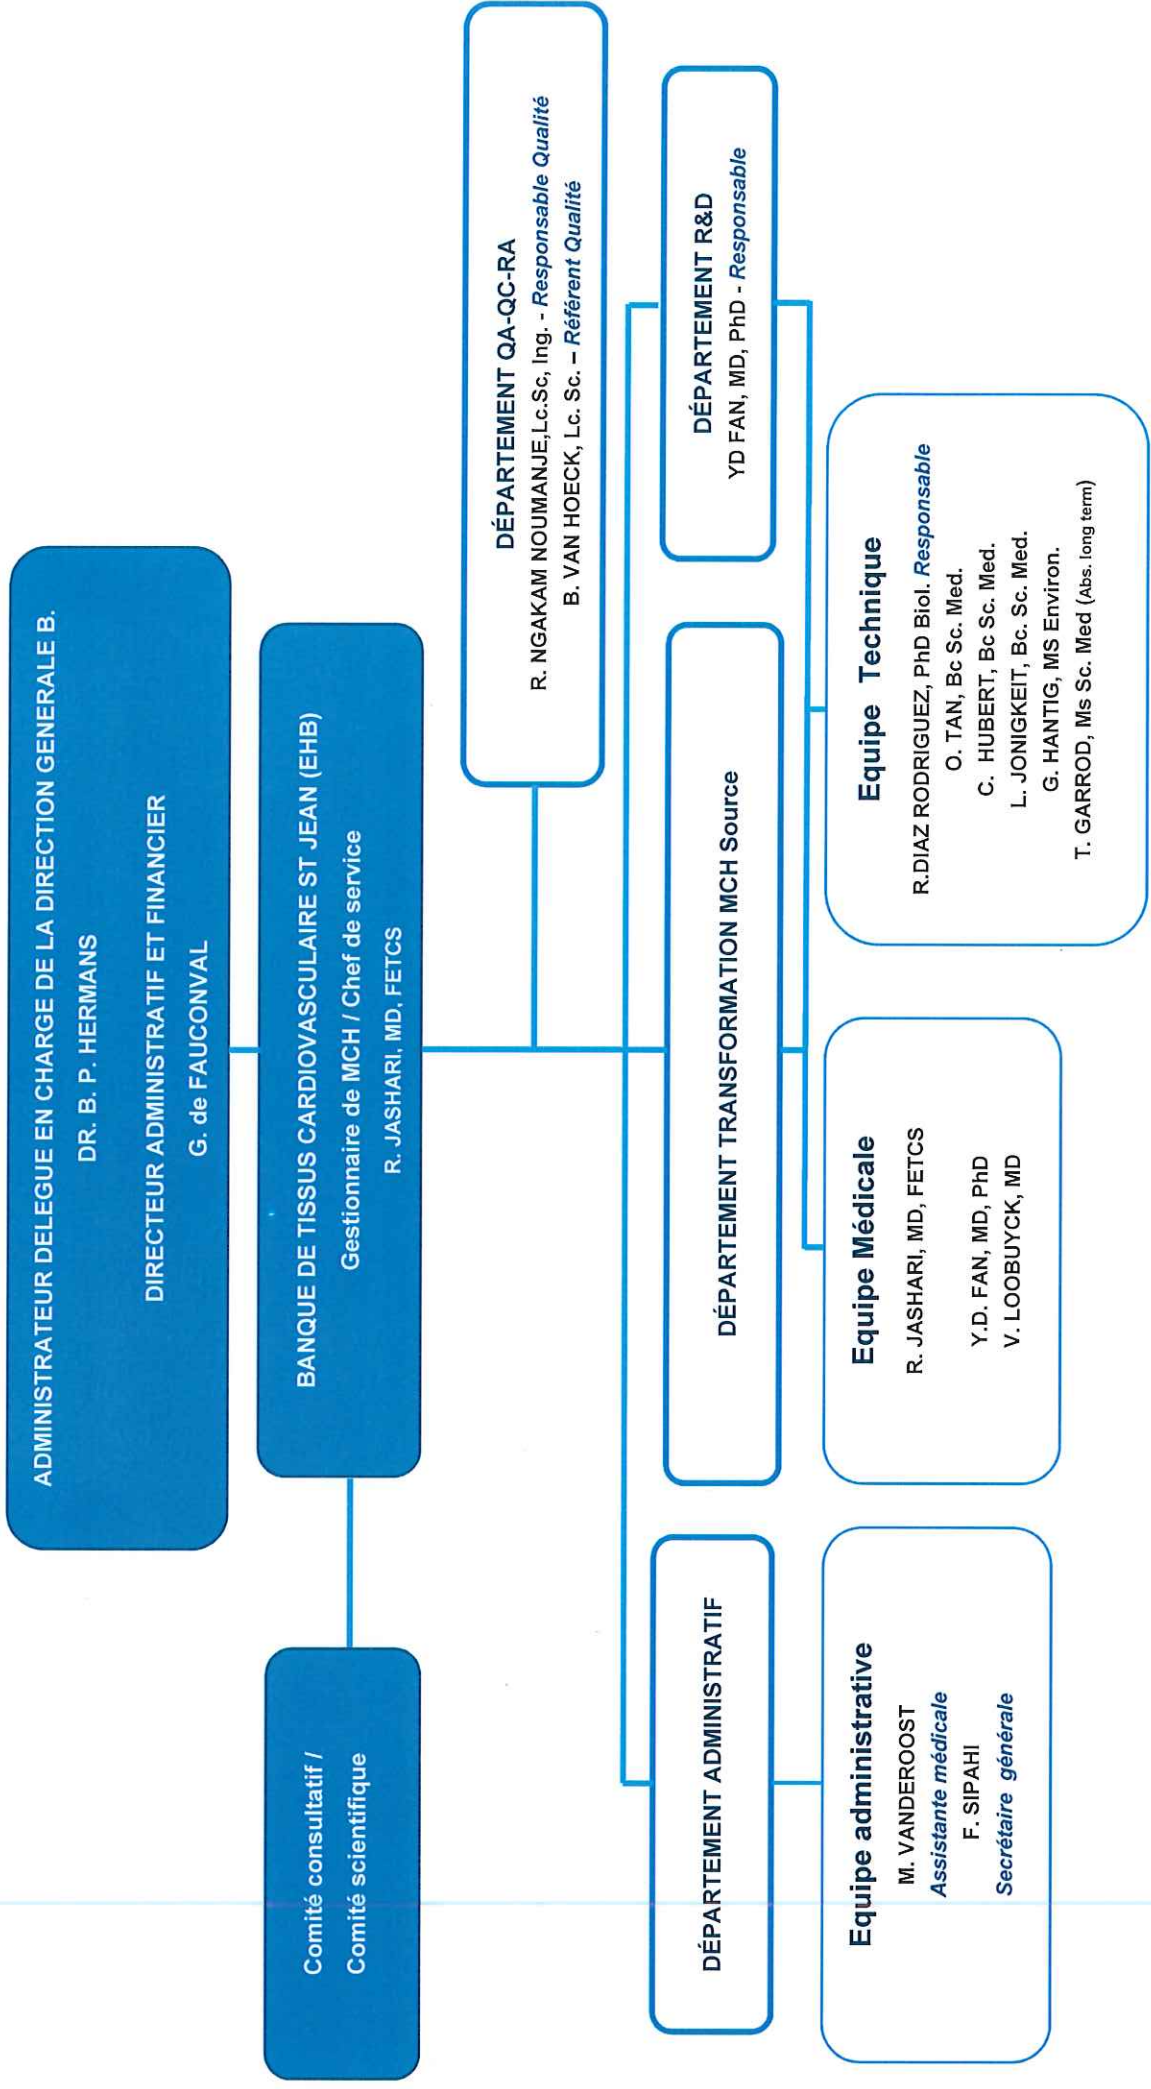 ADMINISTRATEUR DELEGUE EN CHARGE DE LA DIRECTION GENERALE B.
DR. B. P. HERMANS
DIRECTEUR ADMINISTRATIF ET FINANCIER
G. de FAUCONVAL
Comité consultatif /
Comité scientifique
BANQUE DE TISSUS CARDIOVASCULAIRE ST JEAN (EHB)
Gestionnaire de MCH / Chef de service
R. JASHARI, MD, FETCS
DÉPARTEMENT QA-QC-RA
R. NGAKAM NOUMANJE,Lc.Sc, Ing. - Responsable Qualité
B. VAN HOECK, Lc. Sc. – Référent Qualité
DÉPARTEMENT ADMINISTRATIF
DÉPARTEMENT TRANSFORMATION MCH Source
DÉPARTEMENT R&D
YD FAN, MD, PhD - Responsable
Equipe administrative
M. VANDEROOST
Assistante médicale
F. SIPAHI
Secrétaire générale
Equipe Médicale
R. JASHARI, MD, FETCS
Y.D. FAN, MD, PhD
V. LOOBUYCK, MD
Equipe Technique
R.DIAZ RODRIGUEZ, PhD Biol. Responsable
O. TAN, Bc Sc. Med.
C. HUBERT, Bc Sc. Med.
L. JONIGKEIT, Bc. Sc. Med.
G. HANTIG, MS Environ.
T. GARROD, Ms Sc. Med (Abs. long term)